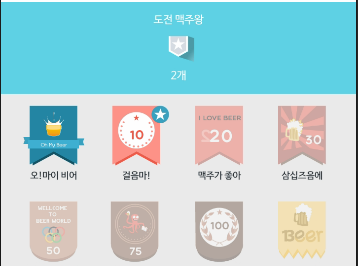 도전 맥주왕
2개
Oh My Beer
10
I LOVE BEER
20
30
오!마이 비어
걸음마!
맥주가 좋아
삼십즈음에
WELLCOME
TO
BEER WORLD
50
75
100
Beer